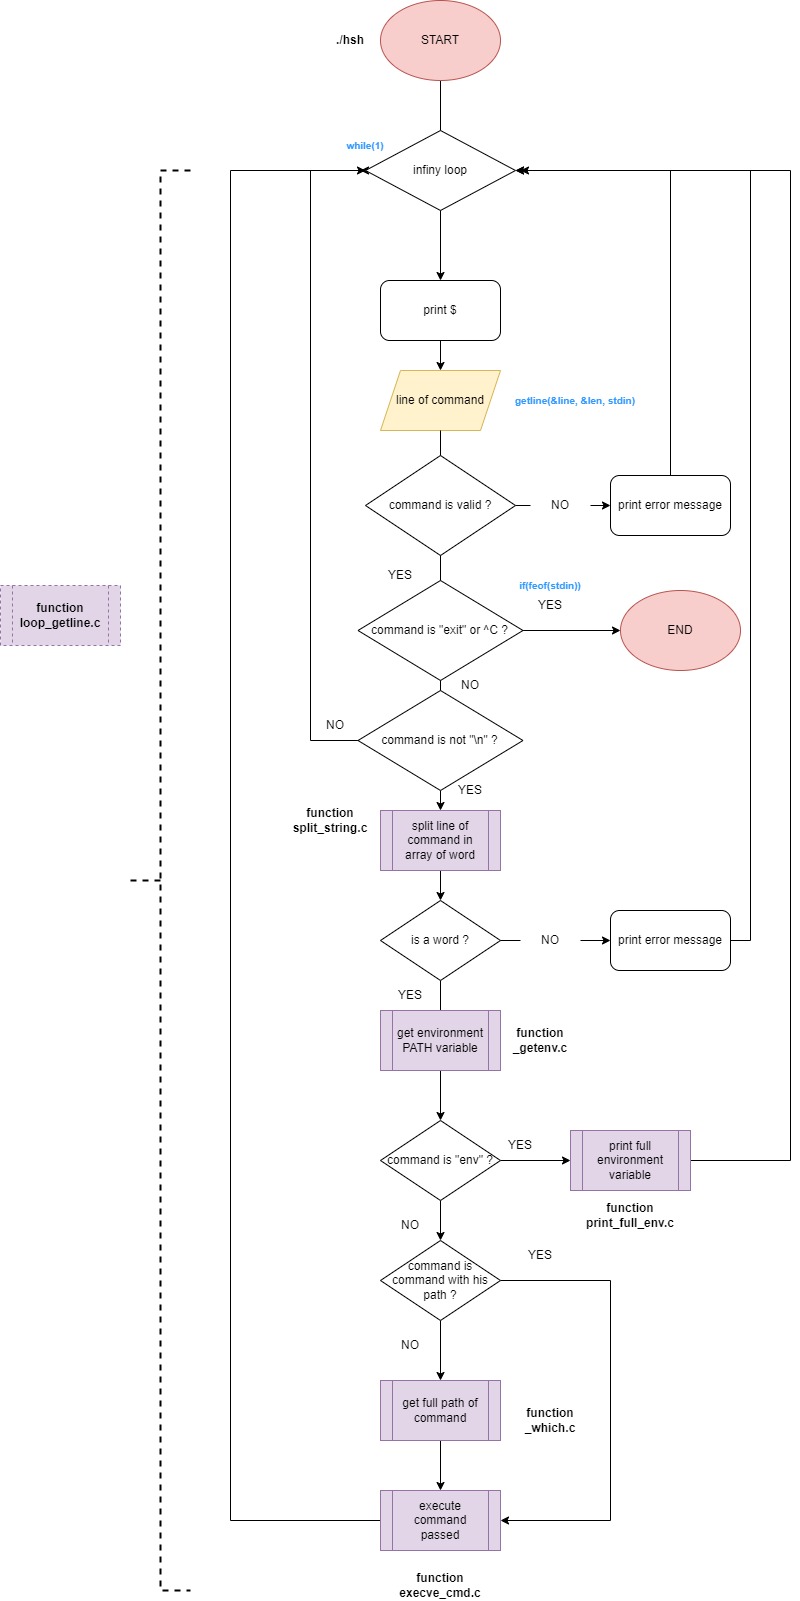 ./hsh
START
while(1)
infiny loop
print $
line of command
getline(&line, &len, stdin)
command is valid ?
NO
print error message
YES
if(feof(stdin))
YES
function
loop_getline.c
command is "exit" or ^C ?
END
NO
NO
command is not "\n" ?
YES
function
split_string.c
split line of
command in
array of word
is a word ?
NO
print error message
YES
get environment
PATH variable
function
_getenv.c
command is "env" ?
YES
print full
environment
variable
function
print_full_env.c
NO
command is
command with his
path ?
YES
NO
get full path of
command
function
_which.c
execute
command
passed
function
execve_cmd.c